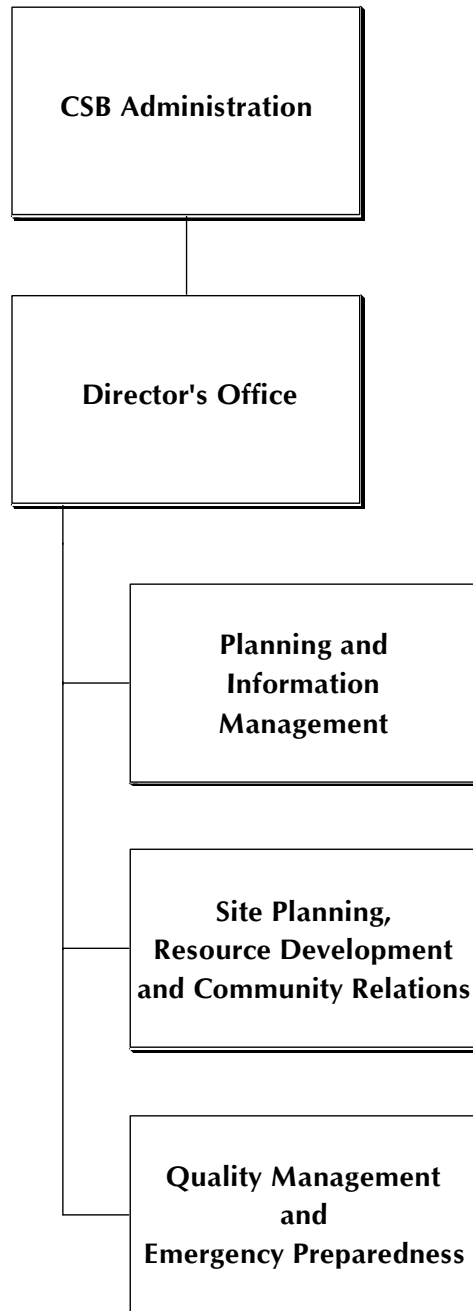 CSB Administration
Director's Office
Planning and
Information
Management
Site Planning,
Resource Development
and Community Relations
Quality Management
and
Emergency Preparedness